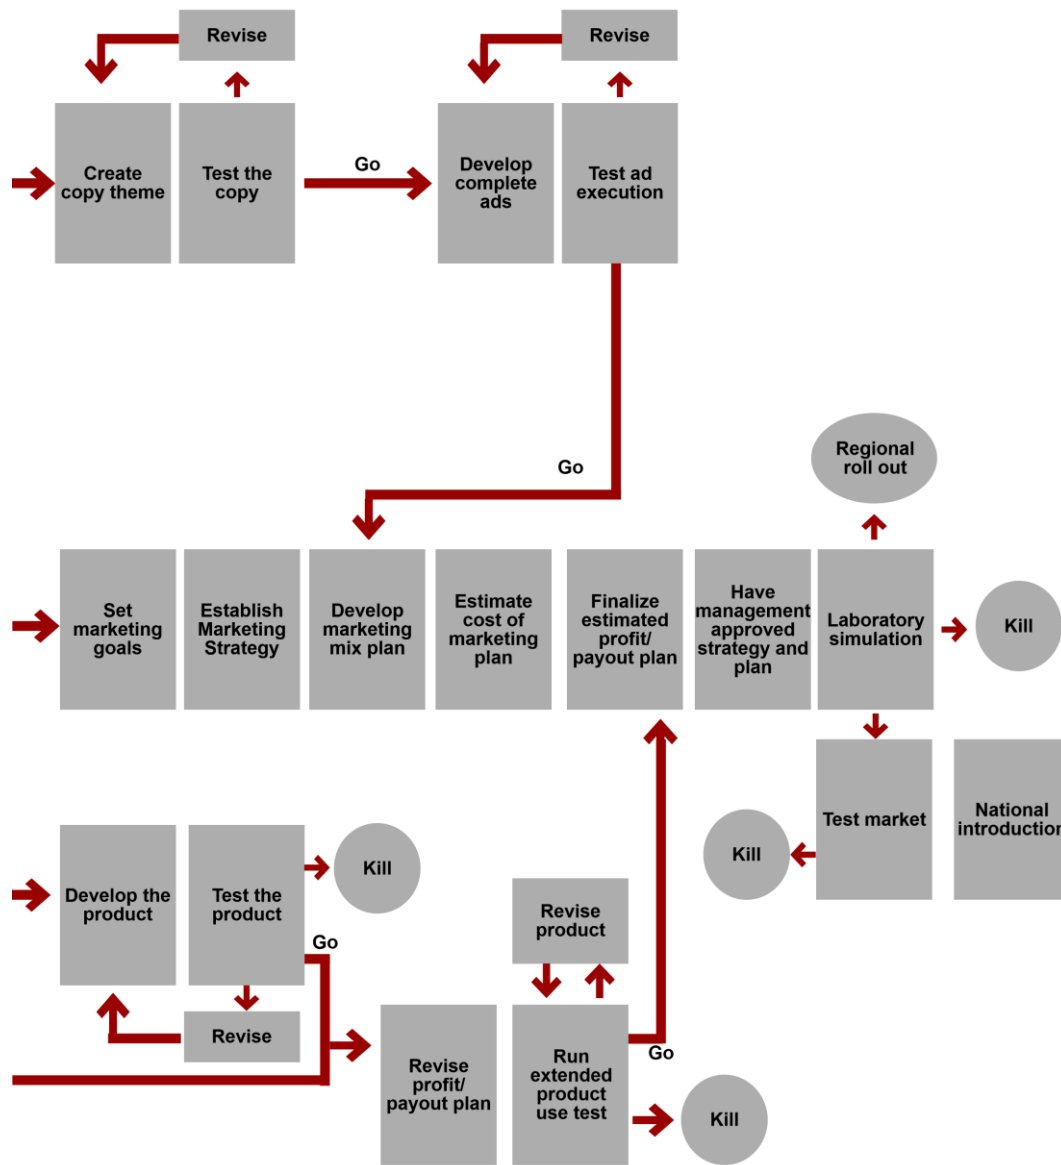 Revise
Revise
Create
copy theme
Test the
copy
Go
Develop
complete
ads
Test ad
execution
Go
Regional
roll out
Set
marketing
goals
Establish
Marketing
Strategy
Develop
marketing
mix plan
Estimate
cost of
marketing
plan
Finalize
estimated
profit/
payout plan
Have
management
approved
strategy and
plan
Laboratory
simulation
Kill
Test market
National
introduction
Kill
Develop the
product
Test the
product
Kill
Go
Revise
Revise
product
Revise
profit/
payout plan
Run
extended
product
use test
Go
Kill